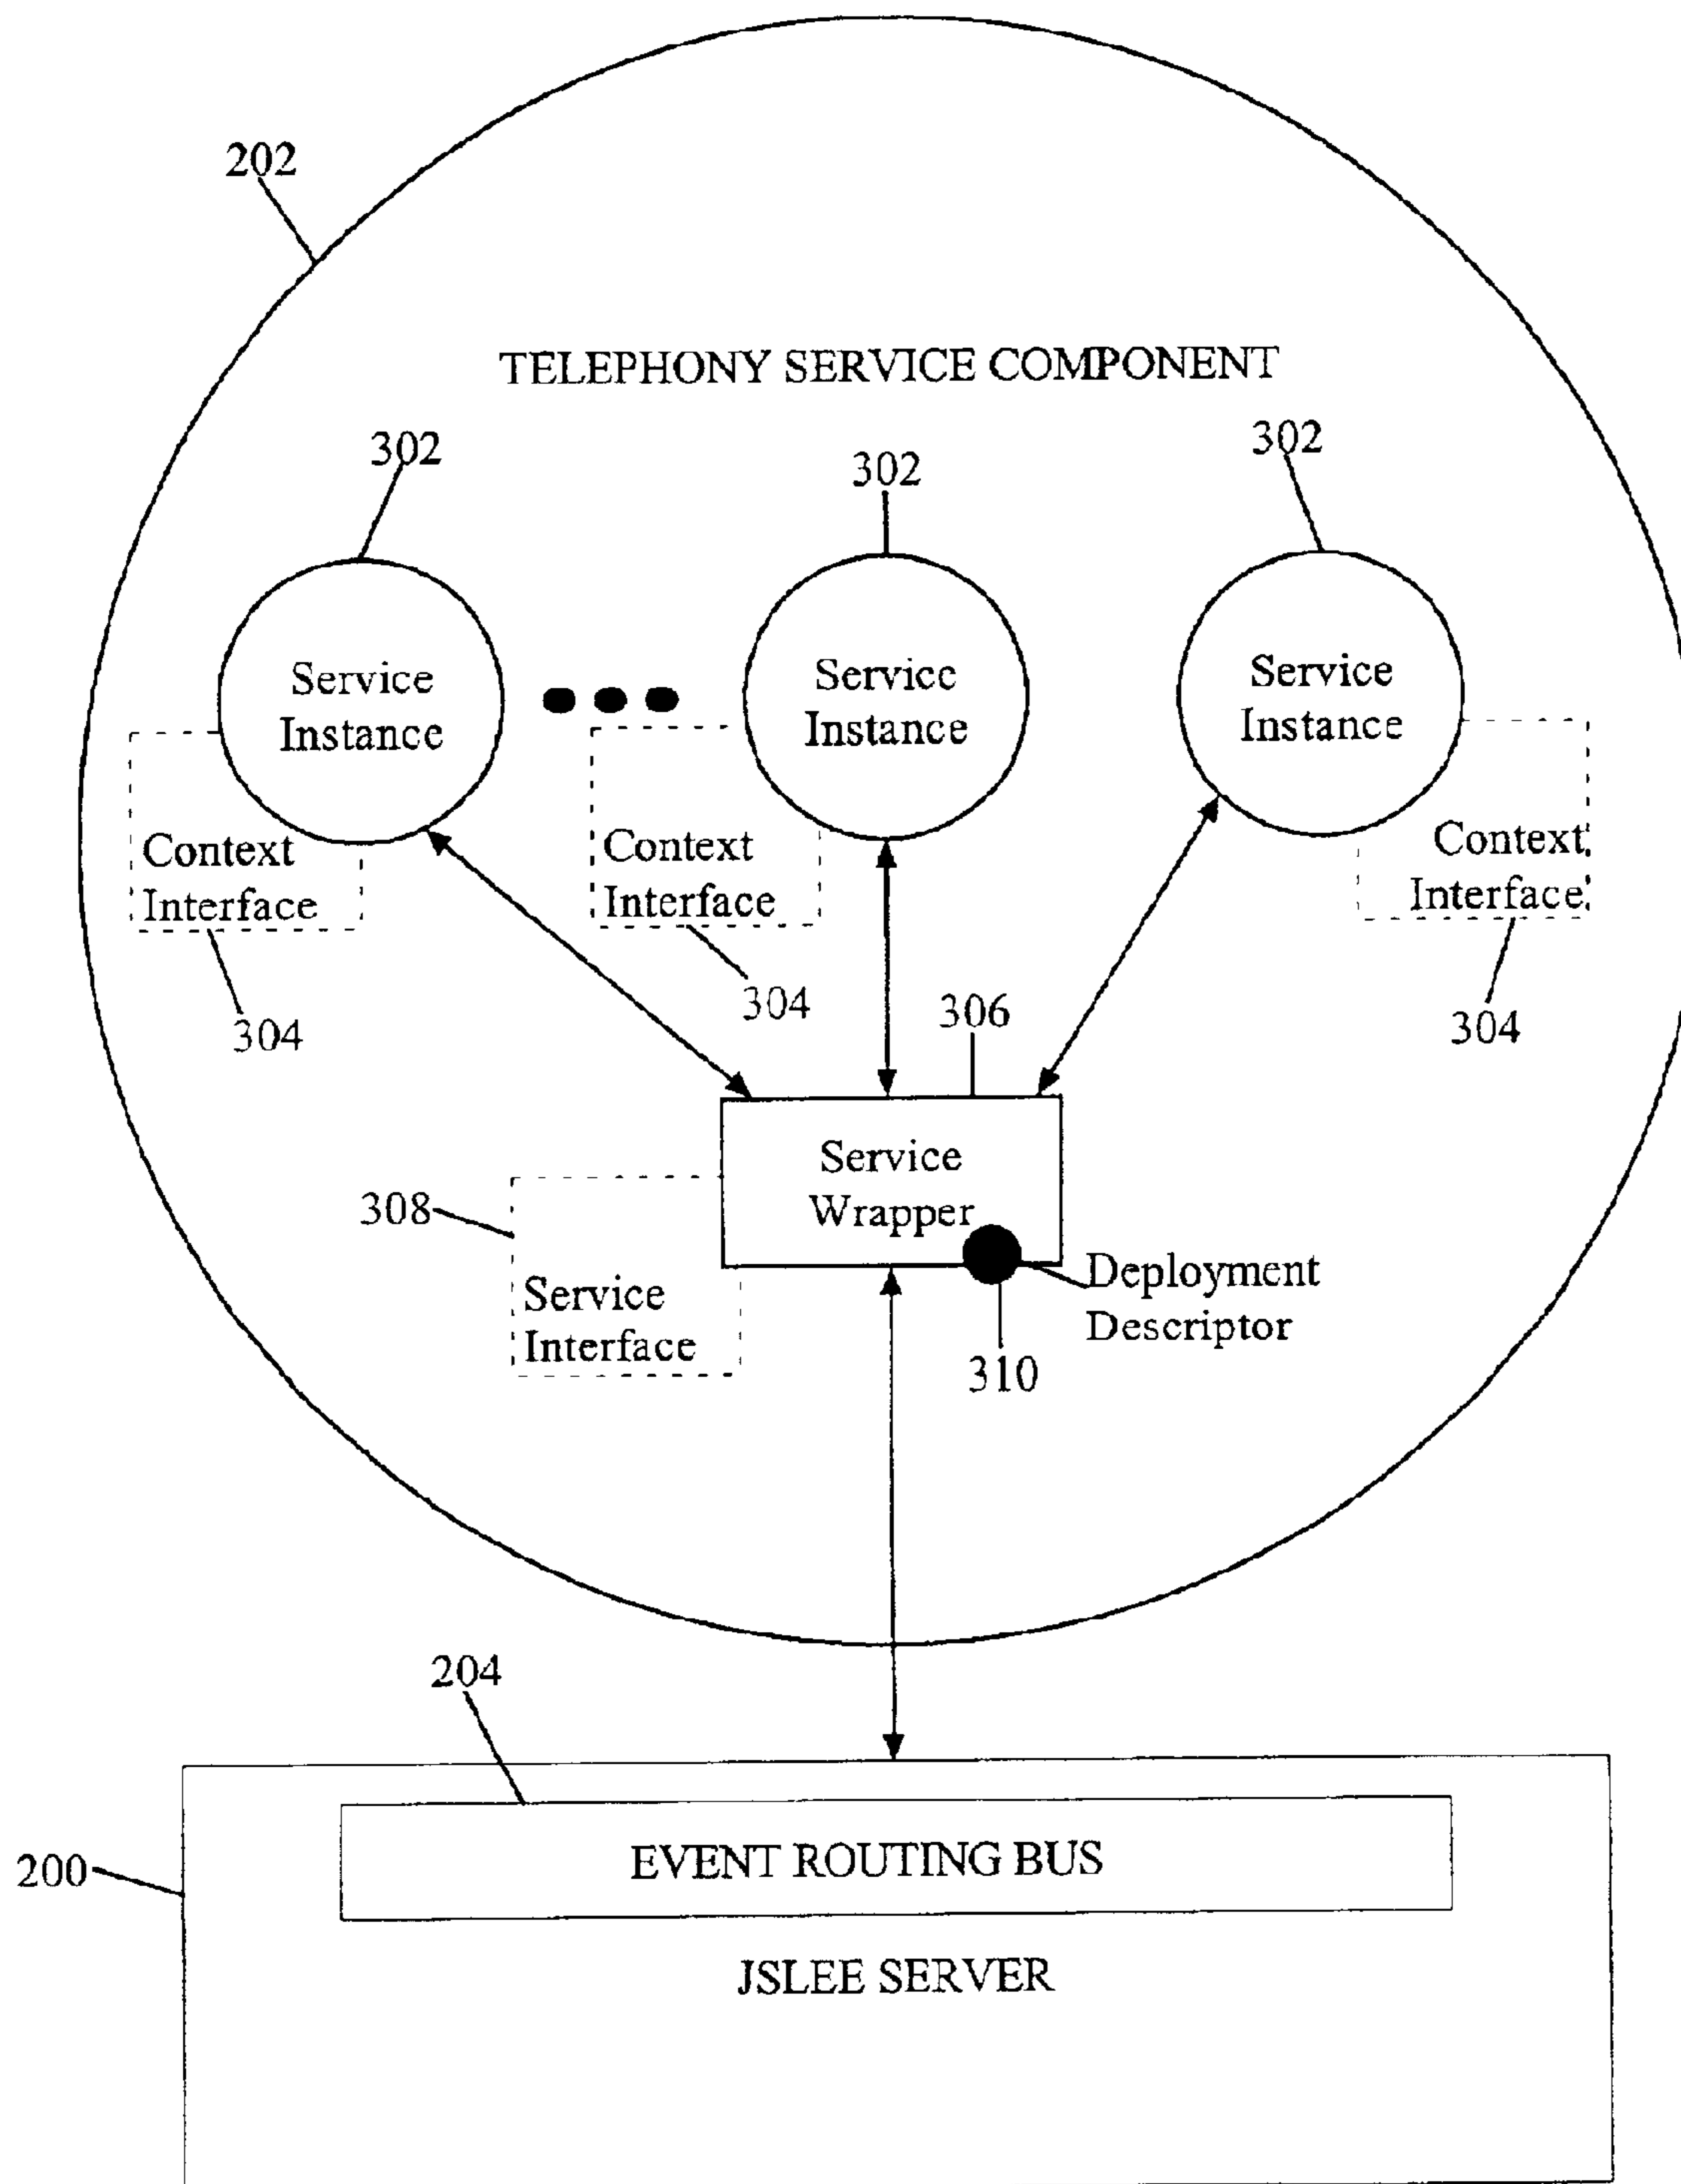 202
TELEPHONY SERVICE COMPONENT
302
302
302
Service
Instance
Service
Instance
Service
Instance
Context
Interface
Context
Interface
Context
Interface
304
304
306
304
Service
Wrapper
308
Service
Interface
Deployment
Descriptor
310
204
EVENT ROUTING BUS
200
JSLEE SERVER